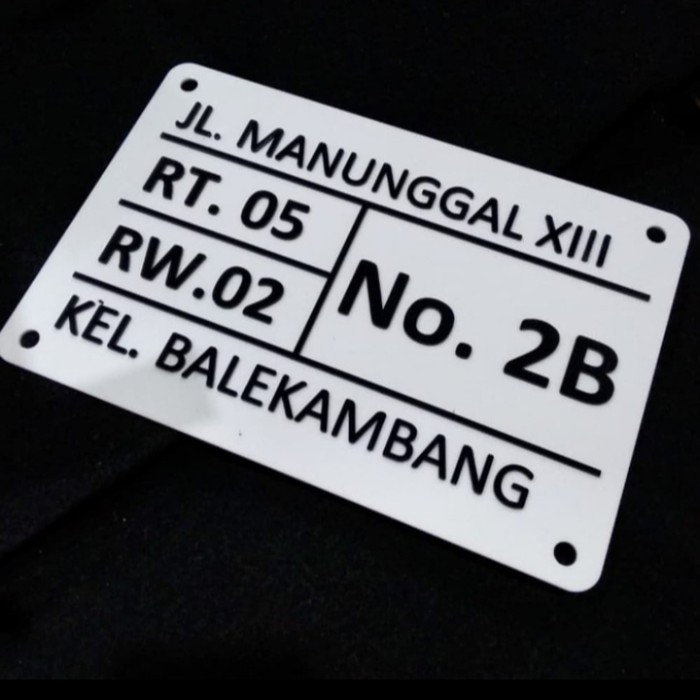 JL. MANUNGGAL XIII
RT. 05
RW.02
No. 2B
KEL. BALEKAMBANG